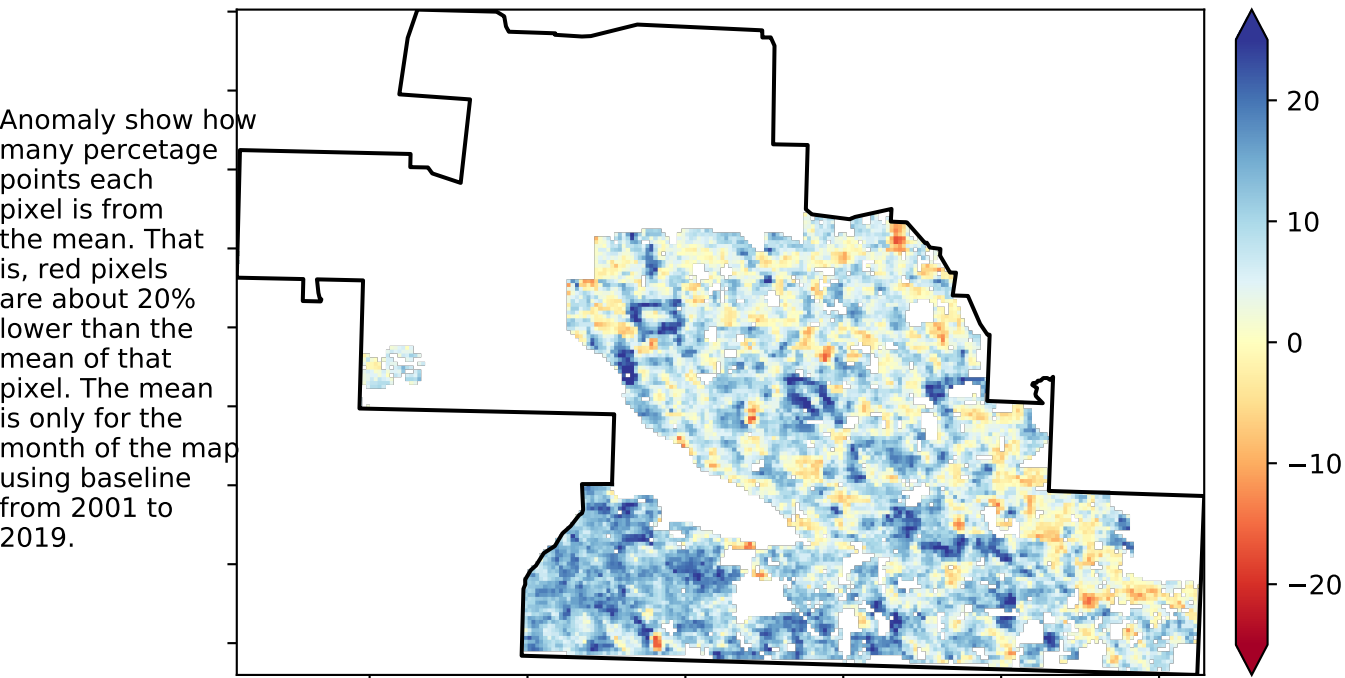 Anomaly show how
many percetage
points each
pixel is from
the mean. That
is, red pixels
are about 20%
lower than the
mean of that
pixel. The mean
is only for the
month of the map
using baseline
from 2001 to
2019.
20
10
0
−10
−20